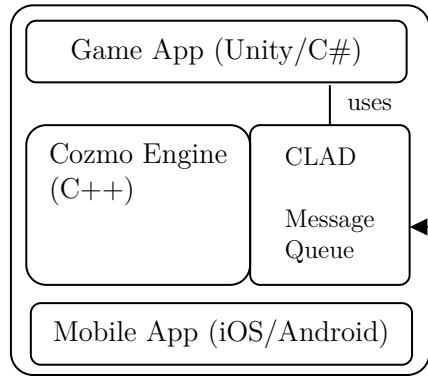 Game App (Unity/C#)
uses
Cozmo Engine
(C++)
CLAD
Message
Queue
Mobile App (iOS/Android)